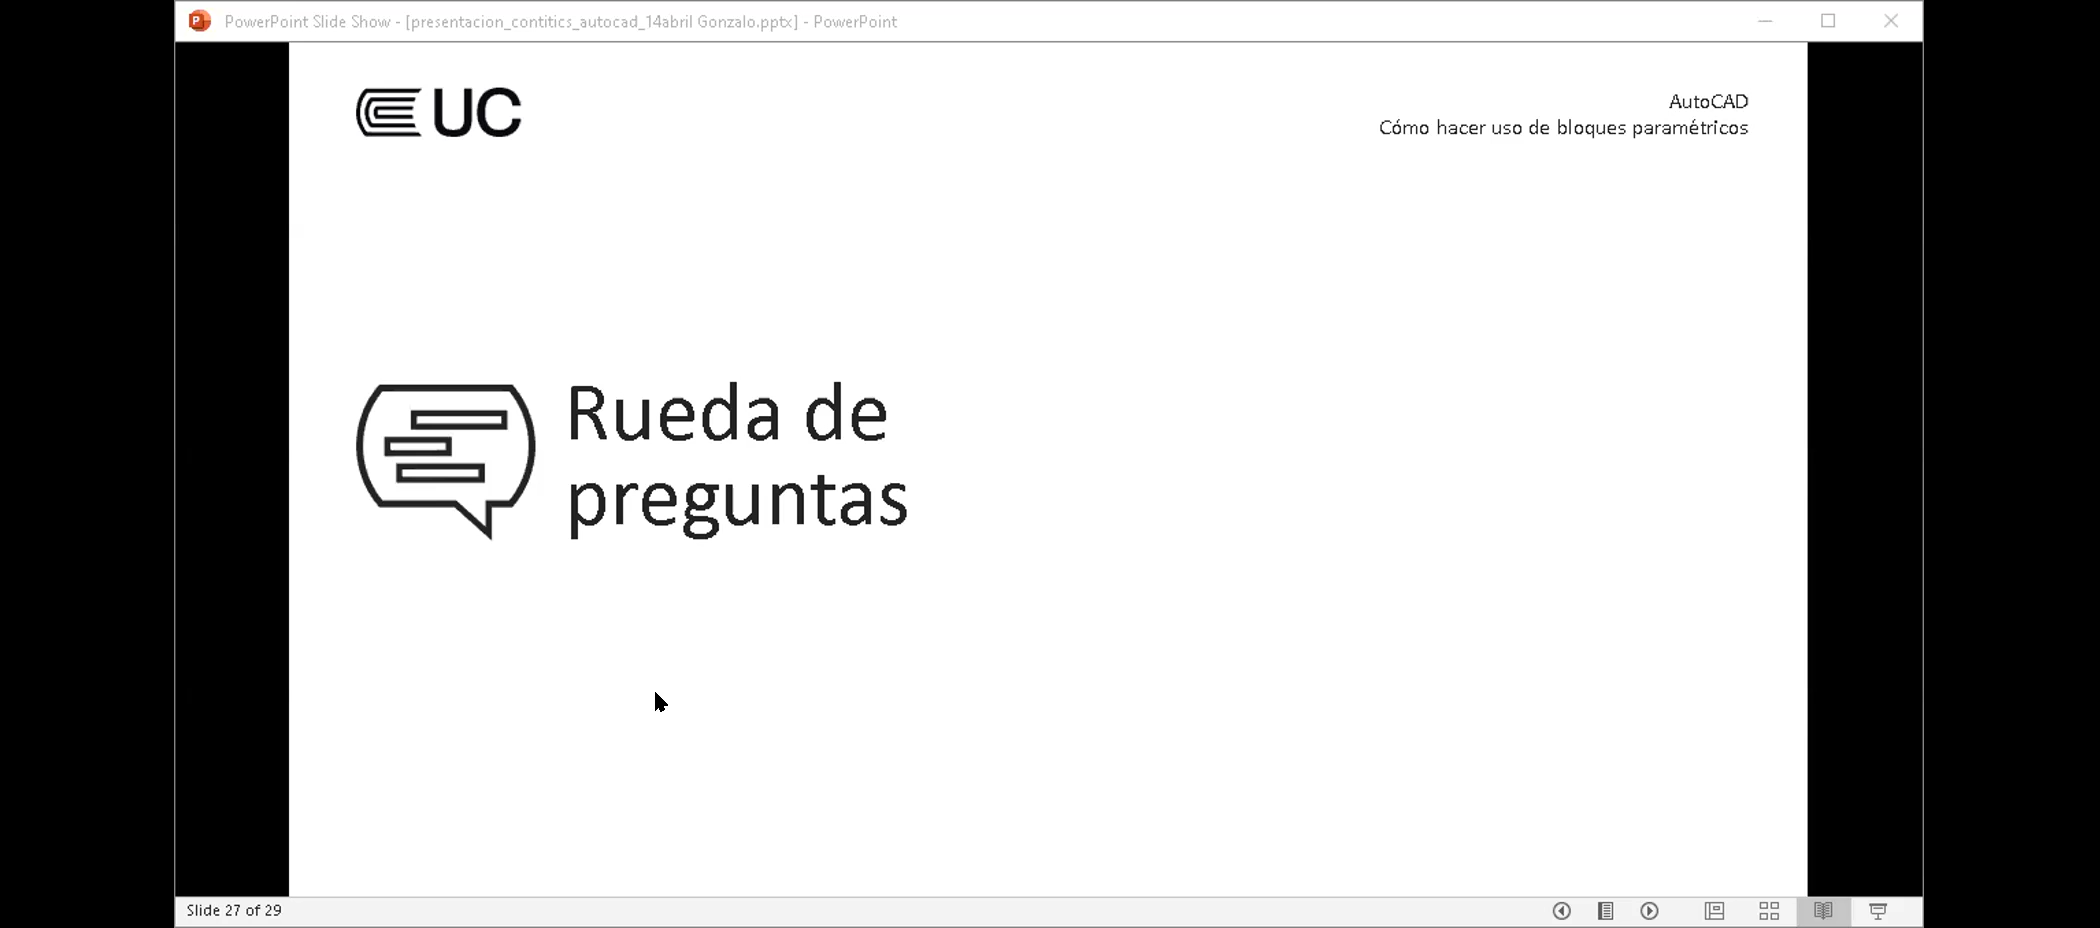 PowerPoint Slide Show - [presentacion_contitics_autocad_14abril Gonzalo.pptx] - PowerPoint
UC
AutoCAD
Cómo hacer uso de bloques paramétricos
Rueda de
preguntas
Slide 27 of 29